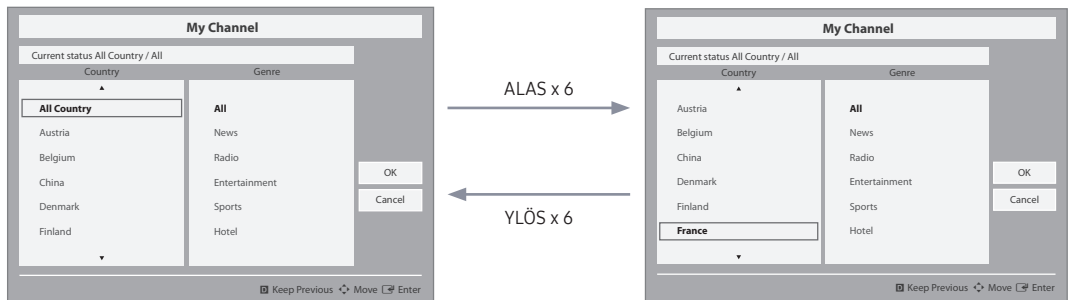 My Channel
Current status All Country / All
Country Genre
All Country All
Austria News
Belgium Radio
China Entertainment
Denmark Sports
Finland Hotel
OK
Cancel
D Keep Previous Move Enter
ALAS x 6
YLÖS x 6
My Channel
Current status All Country / All
Country Genre
Austria All
Belgium News
China Radio
Denmark Entertainment
Finland Sports
France Hotel
OK
Cancel
D Keep Previous Move Enter